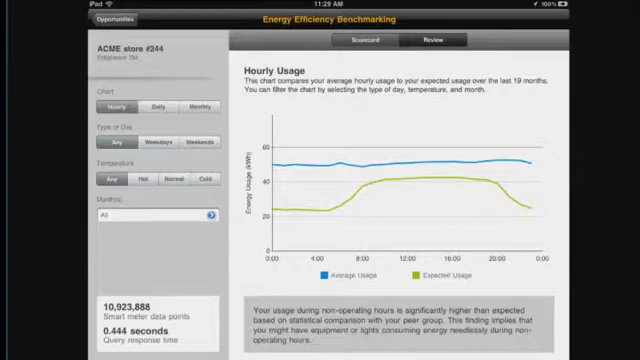 iPad
11:29 AM
100%
Opportunities
Energy Efficiency Benchmarking
ACME store #244
Scorecard
Review
Chart
Hourly
Daily
Monthly
Type of Day
Any
Weekdays
Weekends
Temperature
Any
Hot
Normal
Cold
Month(s)
All
10,923,888
Smart meter data points
0.444 seconds
Query response time
Hourly Usage
This chart compares your average hourly usage to your expected usage over the last 19 months.
You can filter the chart by selecting the type of day, temperature, and month.
Energy Usage (kWh)
60
40
20
0
0:00
4:00
8:00
12:00
16:00
20:00
0:00
Average Usage
Expected Usage
Your usage during non-operating hours is significantly higher than expected
based on statistical comparison with your peer group. This finding implies that
you might have equipment or lights consuming energy needlessly during non-
operating hours.